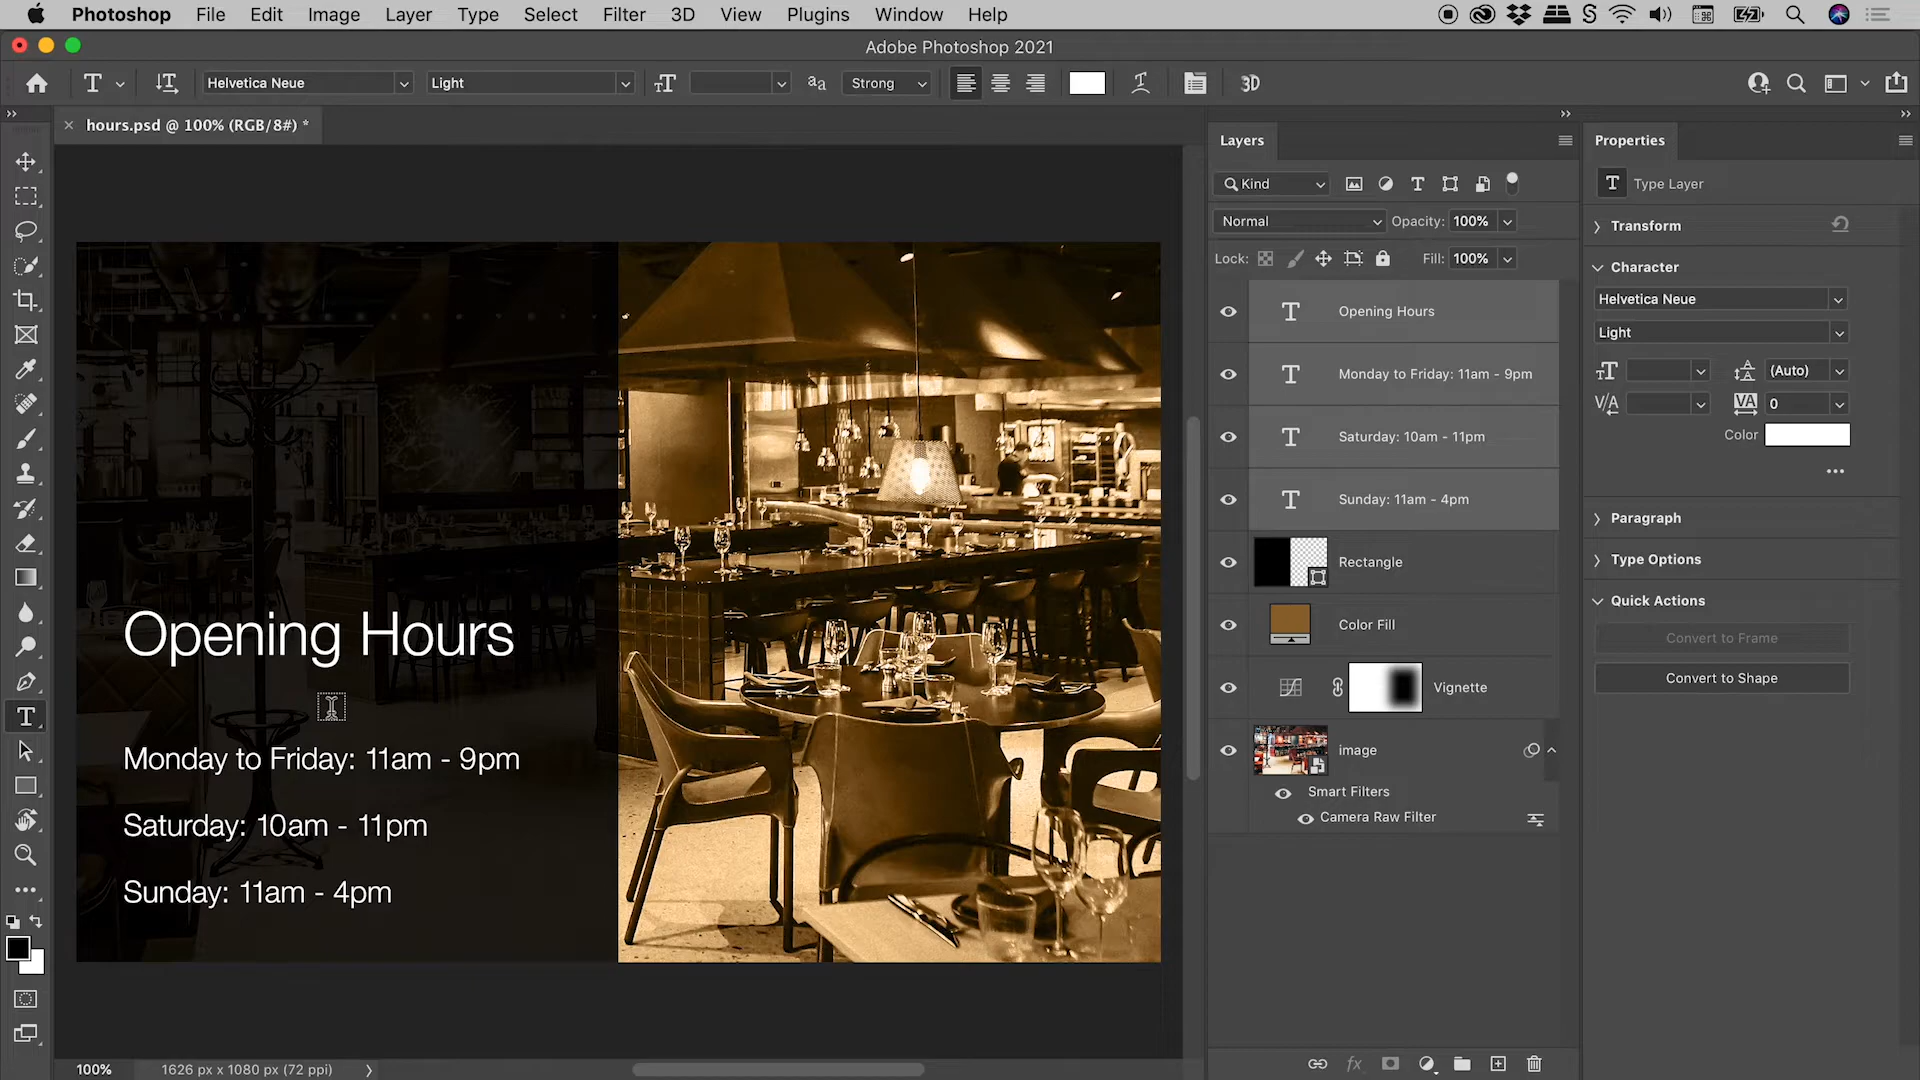 Photoshop File Edit Image Layer Type Select Filter 3D View Plugins Window Help
Adobe Photoshop 2021
Helvetica Neue Light Strong 3D
hours.psd @ 100% (RGB/8#) *
Layers
Kind
Normal Opacity: 100%
Lock: Fill: 100%
Opening Hours
Monday to Friday: 11am - 9pm
Saturday: 10am - 11pm
Sunday: 11am - 4pm
Rectangle
Color Fill
Vignette
image
Smart Filters
Camera Raw Filter
Properties
Type Layer
Transform
Character
Helvetica Neue
Light
(Auto)
0
Color
Paragraph
Type Options
Quick Actions
Convert to Frame
Convert to Shape
Opening Hours
Monday to Friday: 11am - 9pm
Saturday: 10am - 11pm
Sunday: 11am - 4pm
100% 1626 px x 1080 px (72 ppi)